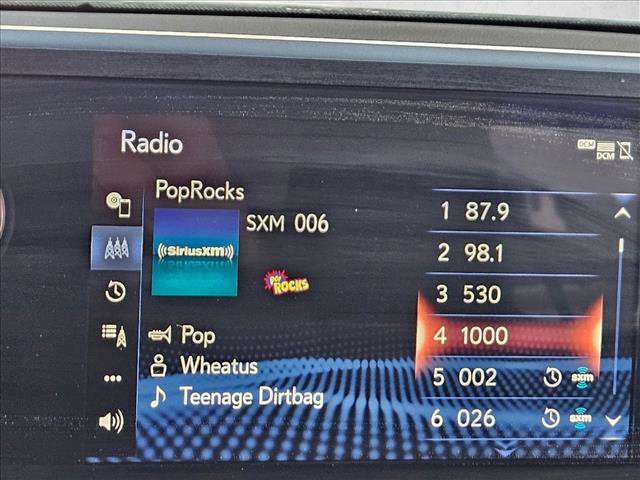 Radio
DCM
DCM
PopRocks
SXM 006
((SiriusXM))
POP
ROCKS
Pop
Wheatus
Teenage Dirtbag
1 87.9
2 98.1
3 530
4 1000
5 002 sxm
6 026 sxm